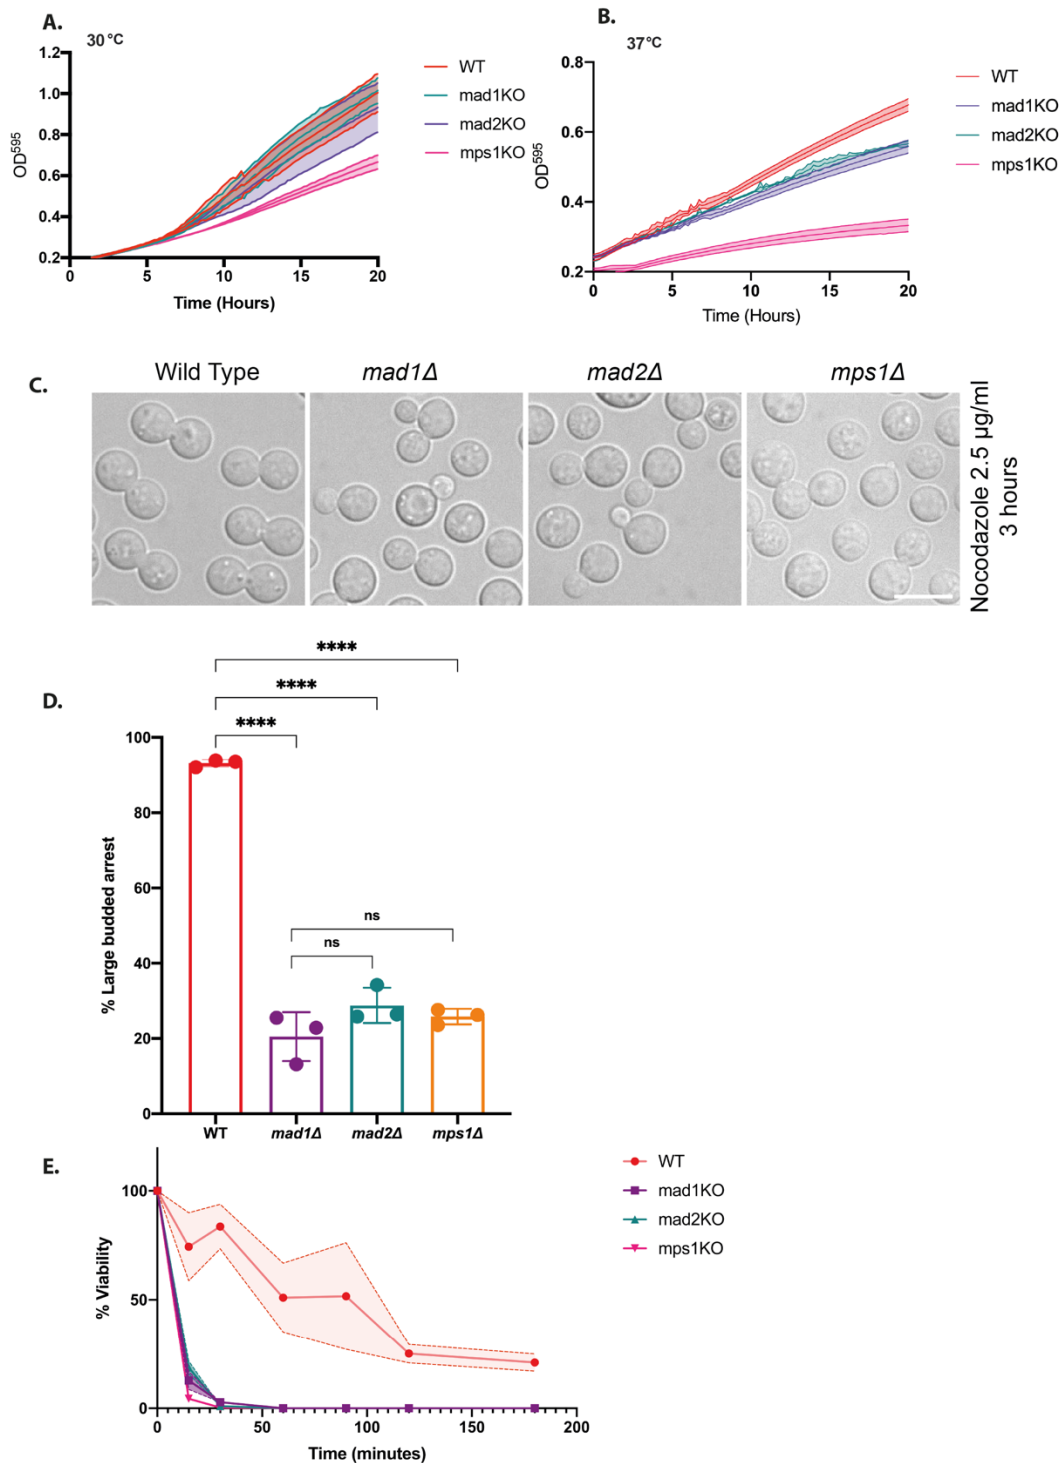 A.
30 °C
1.2
1.0
0.8
0.6
0.4
0.2
OD595
0
5
10
15
20
Time (Hours)
WT
mad1KO
mad2KO
mps1KO
B.
37°C
0.8
0.6
0.4
0.2
OD595
0
5
10
15
20
Time (Hours)
WT
mad1KO
mad2KO
mps1KO
C.
Wild Type
mad1Δ
mad2Δ
mps1Δ
Nocodazole 2.5 µg/ml
3 hours
D.
****
****
****
ns
ns
100
80
60
40
20
0
% Large budded arrest
WT
mad1Δ
mad2Δ
mps1Δ
E.
100
50
0
% Viability
0
50
100
150
200
Time (minutes)
WT
mad1KO
mad2KO
mps1KO